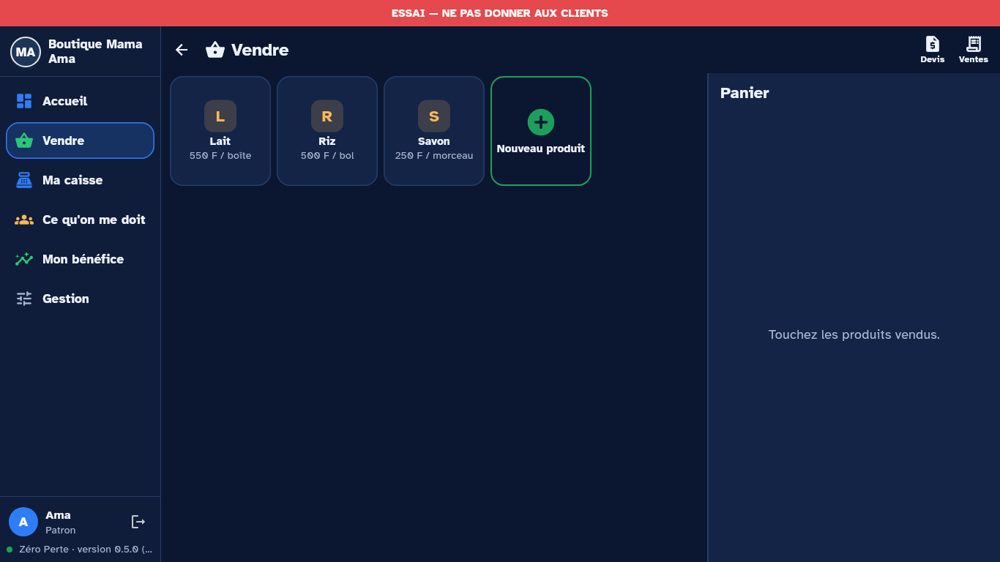 ESSAI — NE PAS DONNER AUX CLIENTS
MA
Boutique Mama
Ama
Accueil
Vendre
Ma caisse
Ce qu'on me doit
Mon bénéfice
Gestion
A
Ama
Patron
Zéro Perte · version 0.5.0 (...
Vendre
Devis
Ventes
L
Lait
550 F / boîte
R
Riz
500 F / bol
S
Savon
250 F / morceau
Nouveau produit
Panier
Touchez les produits vendus.